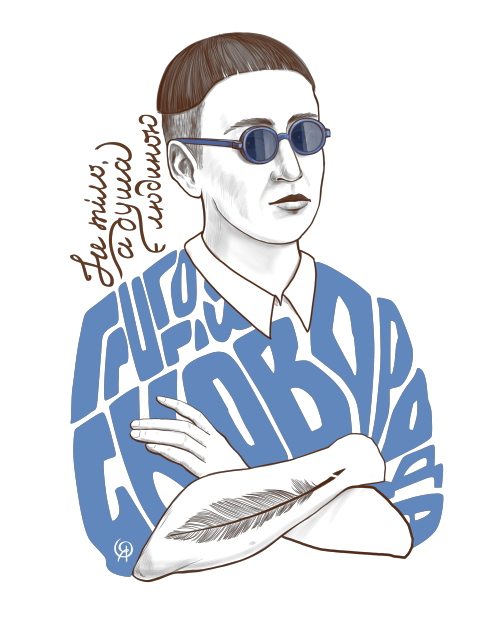 Не тіло,
а душа
є людиною
Григорій
Сковорода